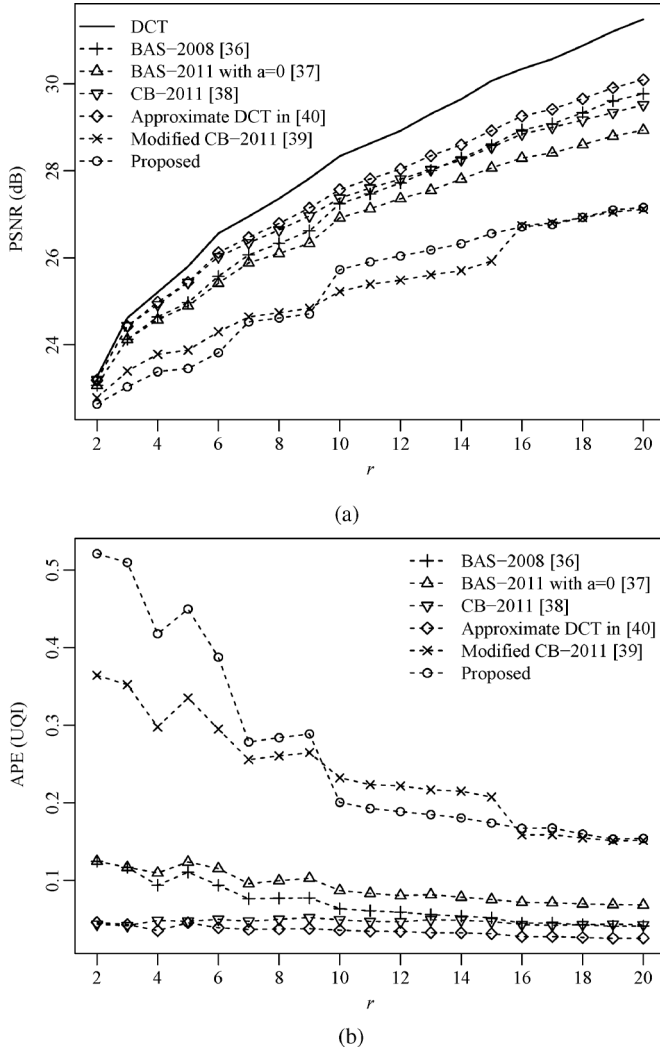 DCT
BAS−2008 [36]
BAS−2011 with a=0 [37]
CB−2011 [38]
Approximate DCT in [40]
Modified CB−2011 [39]
Proposed
PSNR (dB)
30
28
26
24
2 4 6 8 10 12 14 16 18 20
r
(a)
BAS−2008 [36]
BAS−2011 with a=0 [37]
CB−2011 [38]
Approximate DCT in [40]
Modified CB−2011 [39]
Proposed
APE (UQI)
0.5
0.4
0.3
0.2
0.1
2 4 6 8 10 12 14 16 18 20
r
(b)